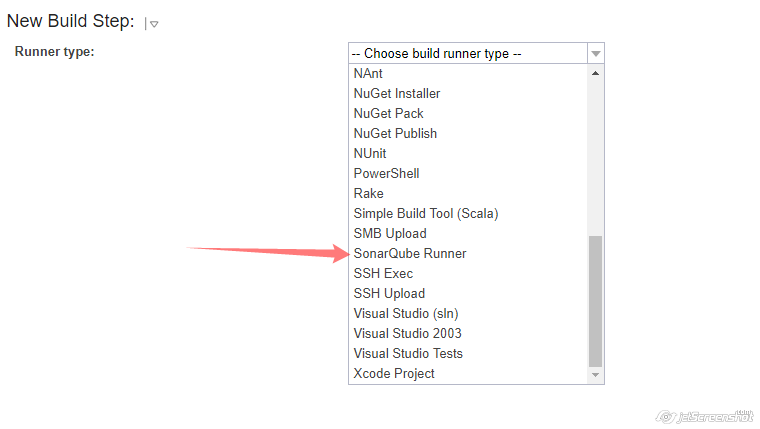 New Build Step:
Runner type:
-- Choose build runner type --
NAnt
NuGet Installer
NuGet Pack
NuGet Publish
NUnit
PowerShell
Rake
Simple Build Tool (Scala)
SMB Upload
SonarQube Runner
SSH Exec
SSH Upload
Visual Studio (sln)
Visual Studio 2003
Visual Studio Tests
Xcode Project
jetScreenshot
.com